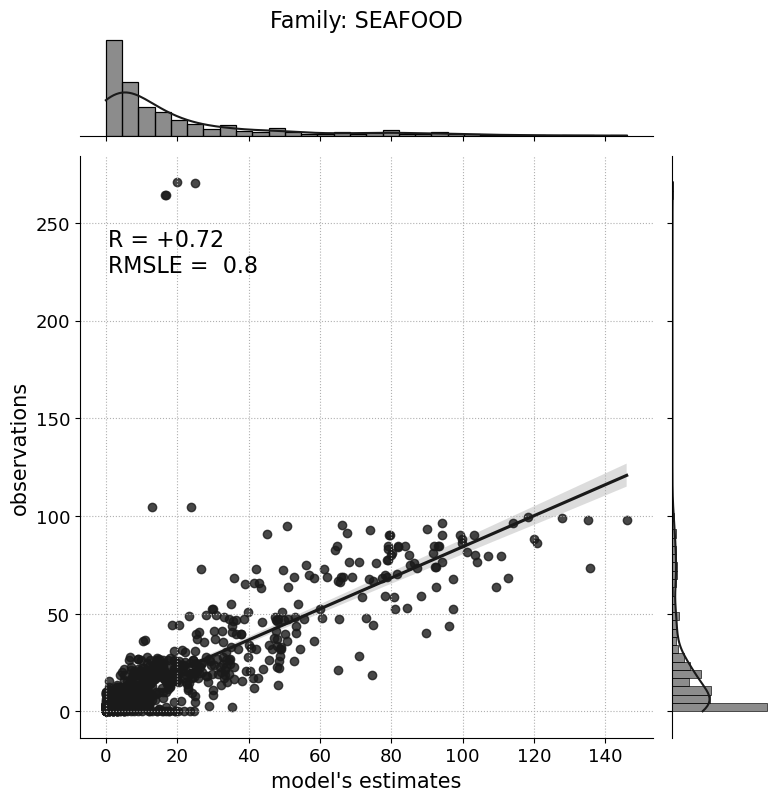 Family: SEAFOOD
R = +0.72
RMSLE =  0.8
observations
250
200
150
100
50
0
0 20 40 60 80 100 120 140
model's estimates